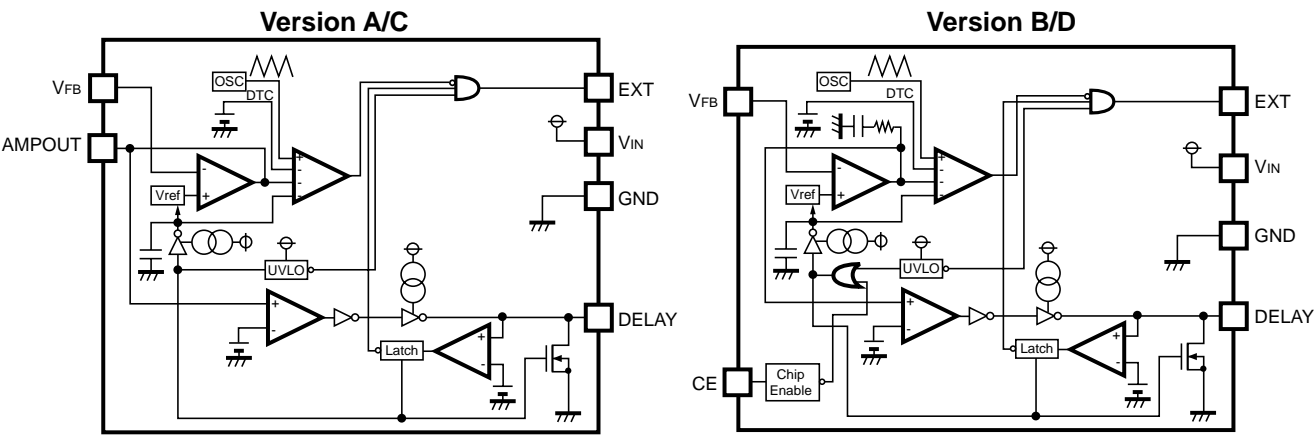 Version A/C
OSC
DTC
VFB
AMPOUT
-
+
Vref
+
-
-
-
UVLO
+
-
Latch
+
-
EXT
VIN
GND
DELAY
Version B/D
OSC
DTC
VFB
-
+
Vref
+
-
-
-
UVLO
+
-
Latch
+
-
CE
Chip
Enable
EXT
VIN
GND
DELAY